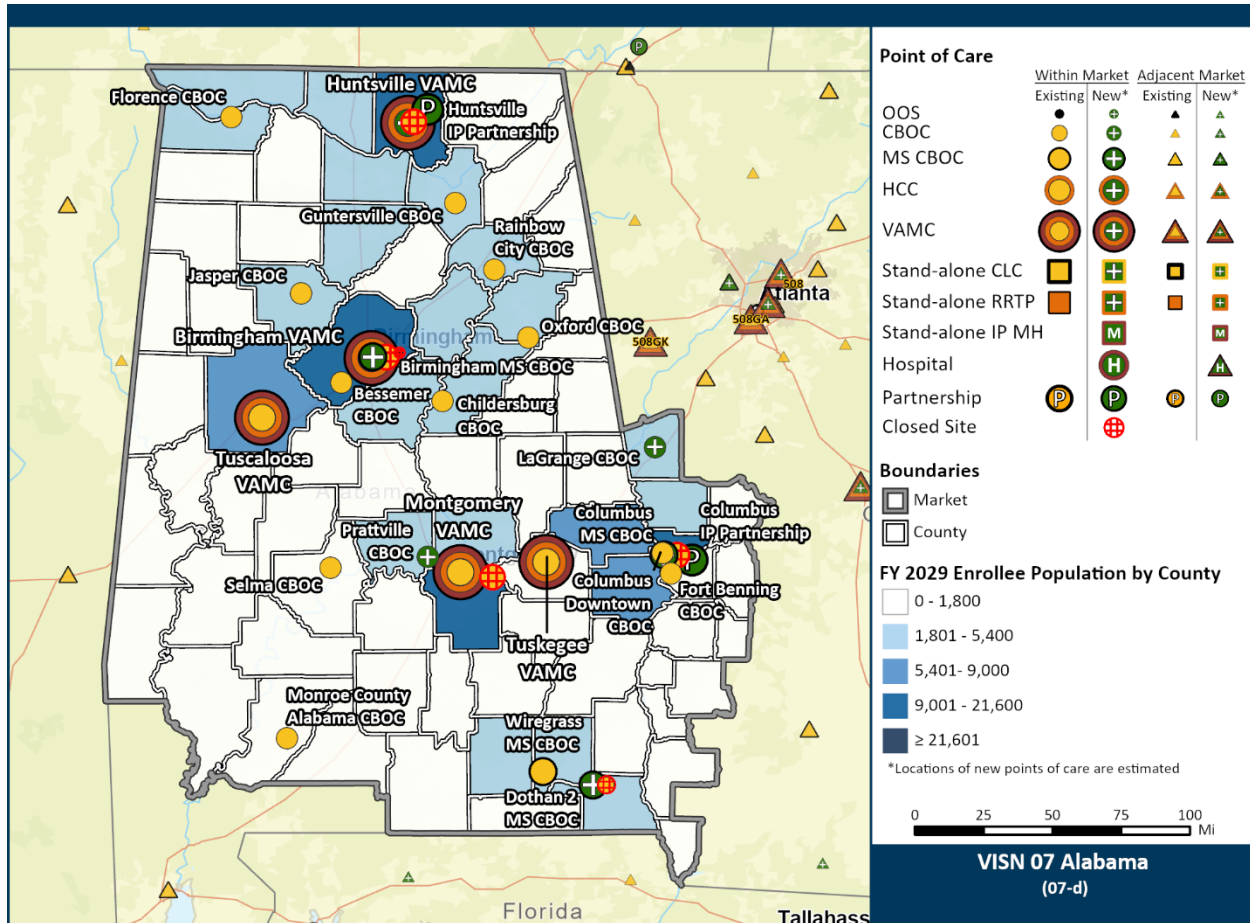 Florence CBOC
Huntsville VAMC
P
Huntsville
IP Partnership
Guntersville CBOC
Rainbow
City CBOC
Jasper CBOC
Oxford CBOC
Birmingham VAMC
Birmingham
Birmingham MS CBOC
Bessemer
CBOC
Childersburg
CBOC
Tuscaloosa
VAMC
Alabama
LaGrange CBOC
Montgomery
VAMC
Prattville
CBOC
Columbus
MS CBOC
Columbus
IP Partnership
P
Selma CBOC
Columbus
Downtown
CBOC
Fort Benning
CBOC
Tuskegee
VAMC
Monroe County
Alabama CBOC
Wiregrass
MS CBOC
Dothan 2
MS CBOC
508
508GA
508GK
Florida
Tallahass
P
Point of Care
Within Market Adjacent Market
Existing New* Existing New*
OOS
CBOC
MS CBOC
HCC
VAMC
Stand-alone CLC
Stand-alone RRTP
Stand-alone IP MH M M
Hospital H H
Partnership P P P P
Closed Site
Boundaries
Market
County
FY 2029 Enrollee Population by County
0 - 1,800
1,801 - 5,400
5,401- 9,000
9,001 - 21,600
≥ 21,601
*Locations of new points of care are estimated
0 25 50 75 100
Mi
VISN 07 Alabama
(07-d)